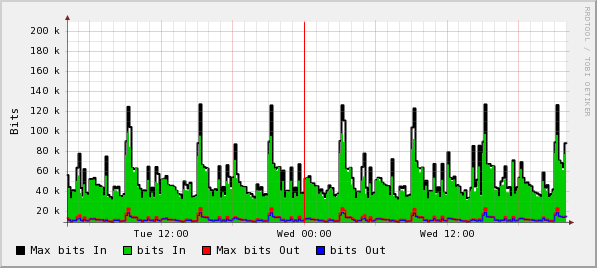 200 k
180 k
160 k
140 k
120 k
100 k
80 k
60 k
40 k
20 k
Bits
Tue 12:00 Wed 00:00 Wed 12:00
Max bits In bits In Max bits Out bits Out
RRDTOOL / TOBI OETIKER